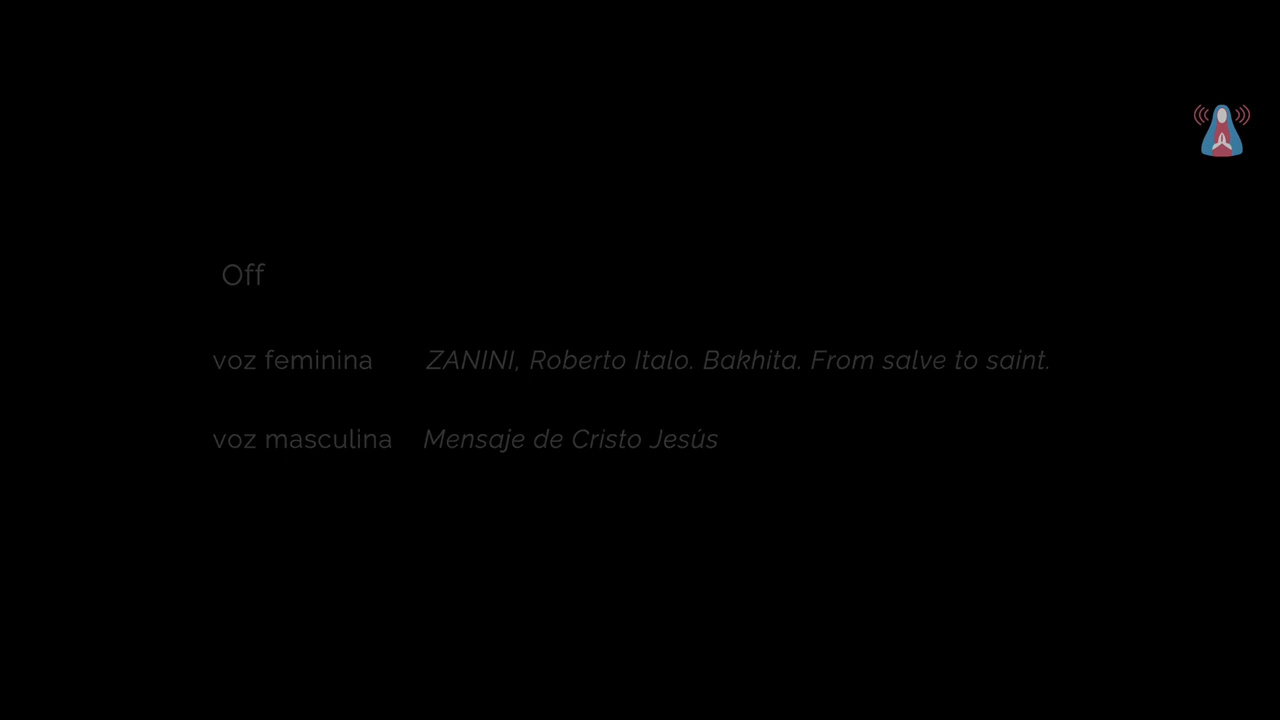 Off
voz feminina ZANINI, Roberto Italo. Bakhita. From salve to saint.
voz masculina Mensaje de Cristo Jesús